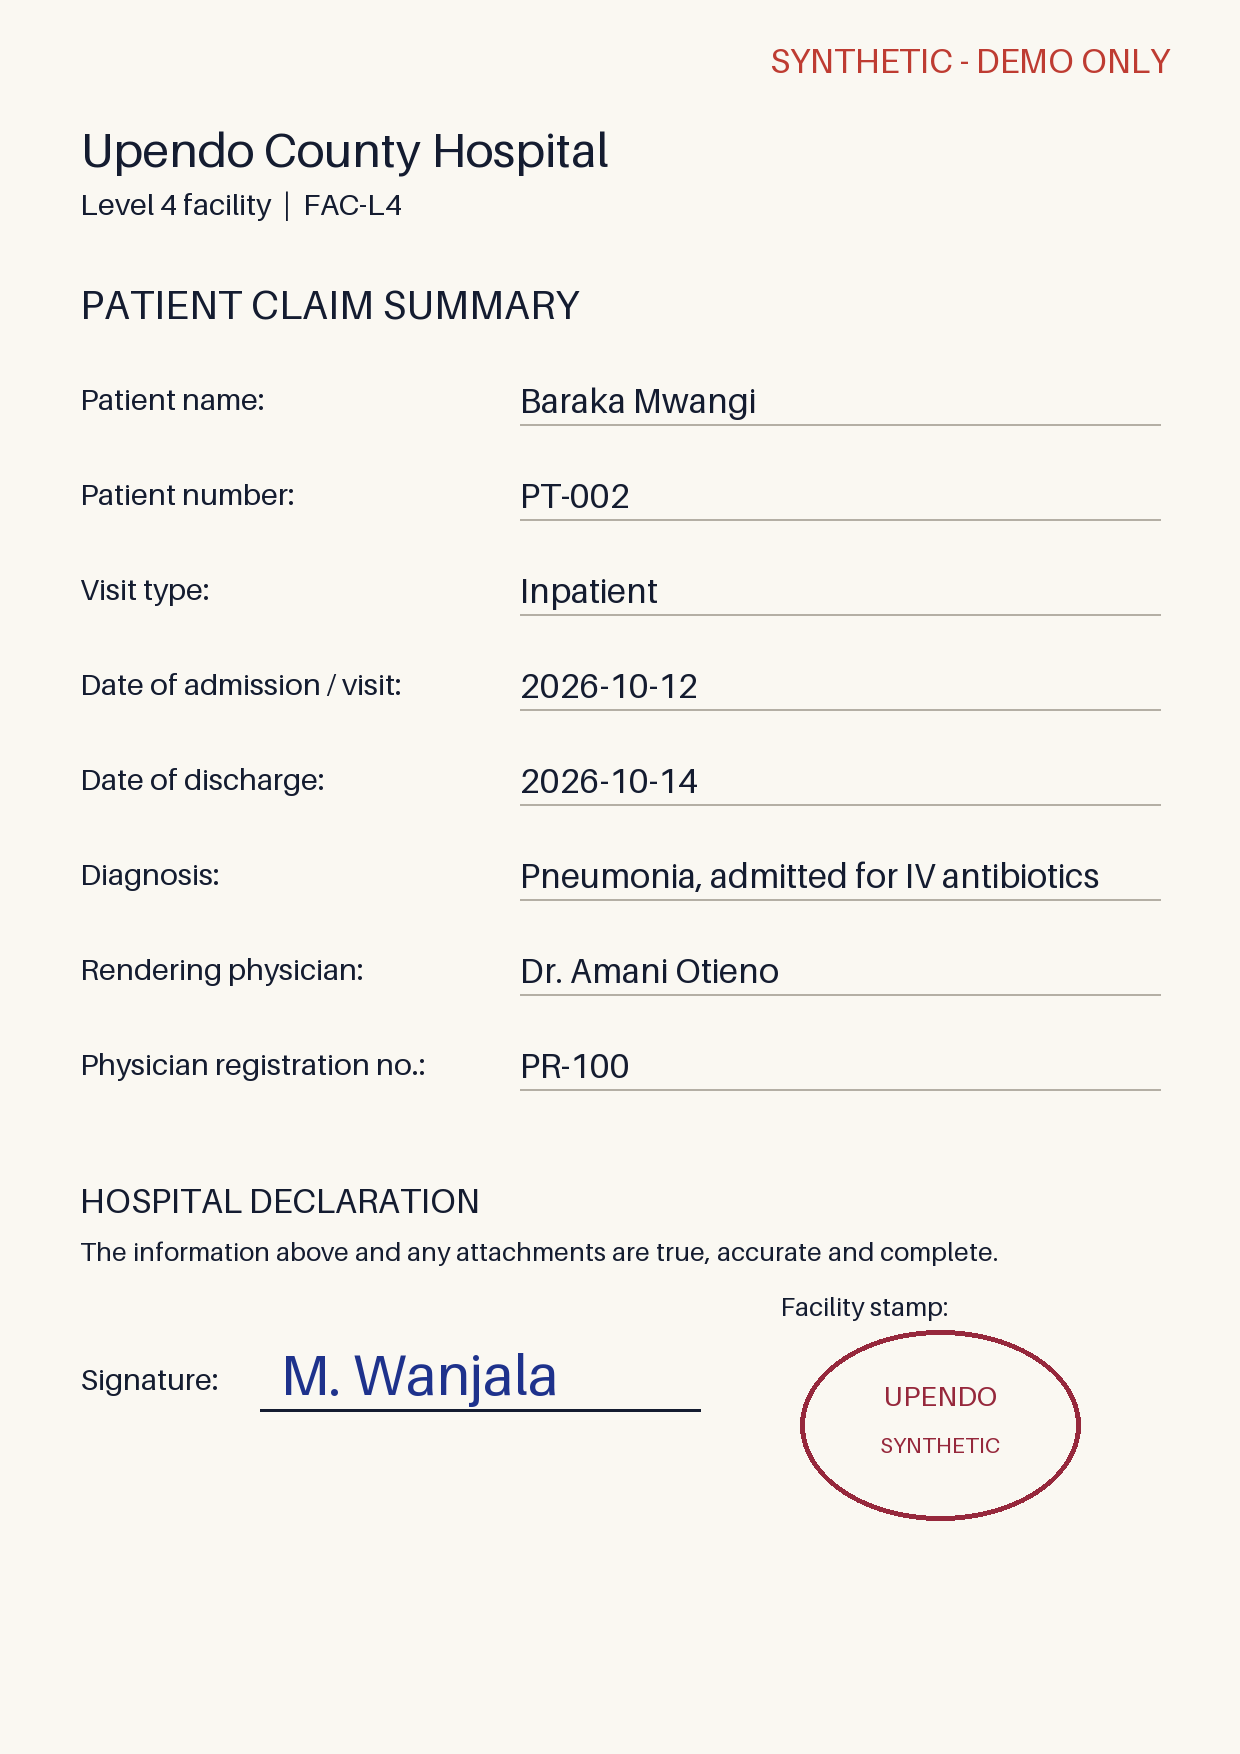 SYNTHETIC - DEMO ONLY
Upendo County Hospital
Level 4 facility | FAC-L4
PATIENT CLAIM SUMMARY
Patient name: Baraka Mwangi
Patient number: PT-002
Visit type: Inpatient
Date of admission / visit: 2026-10-12
Date of discharge: 2026-10-14
Diagnosis: Pneumonia, admitted for IV antibiotics
Rendering physician: Dr. Amani Otieno
Physician registration no.: PR-100
HOSPITAL DECLARATION
The information above and any attachments are true, accurate and complete.
Facility stamp:
Signature: M. Wanjala
UPENDO
SYNTHETIC